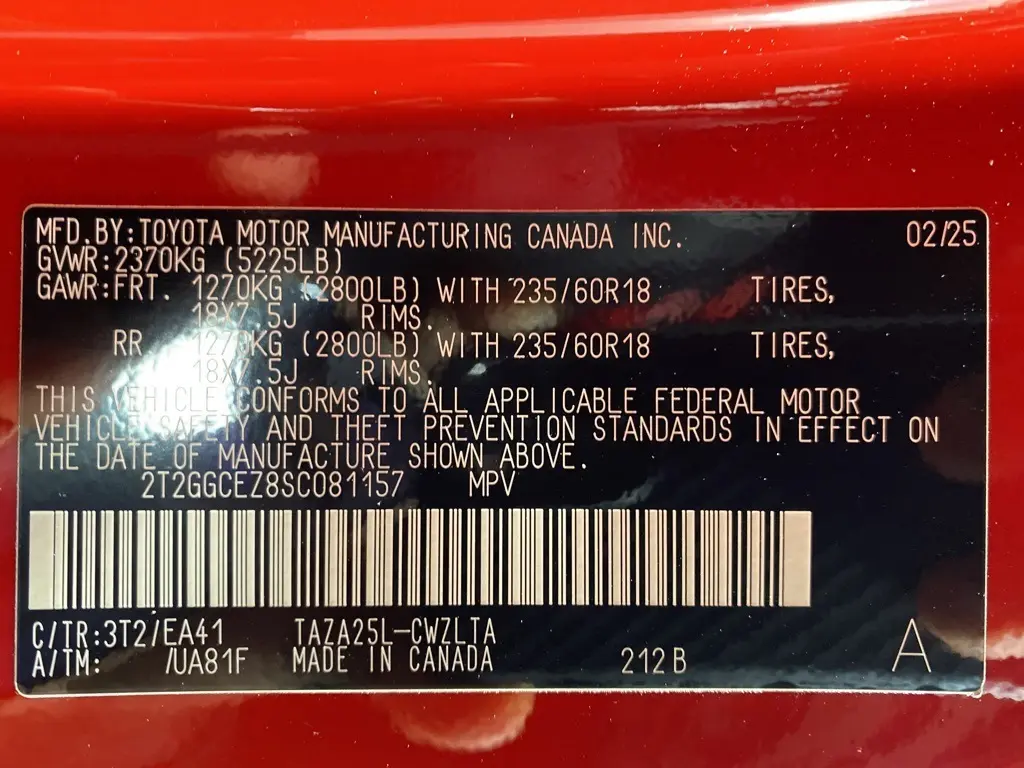 MFD.BY:TOYOTA MOTOR MANUFACTURING CANADA INC. 02/25
GVWR:2370KG (5225LB)
GAWR:FRT. 1270KG (2800LB) WITH 235/60R18 TIRES,
18X7.5J RIMS.
RR. 1270KG (2800LB) WITH 235/60R18 TIRES,
18X7.5J RIMS.
THIS VEHICLE CONFORMS TO ALL APPLICABLE FEDERAL MOTOR
VEHICLE SAFETY AND THEFT PREVENTION STANDARDS IN EFFECT ON
THE DATE OF MANUFACTURE SHOWN ABOVE.
2T2GGCEZ8SC081157 MPV
C/TR:3T2/EA41 TAZA25L-CWZLTA
A/TM: /UA81F MADE IN CANADA 212B A